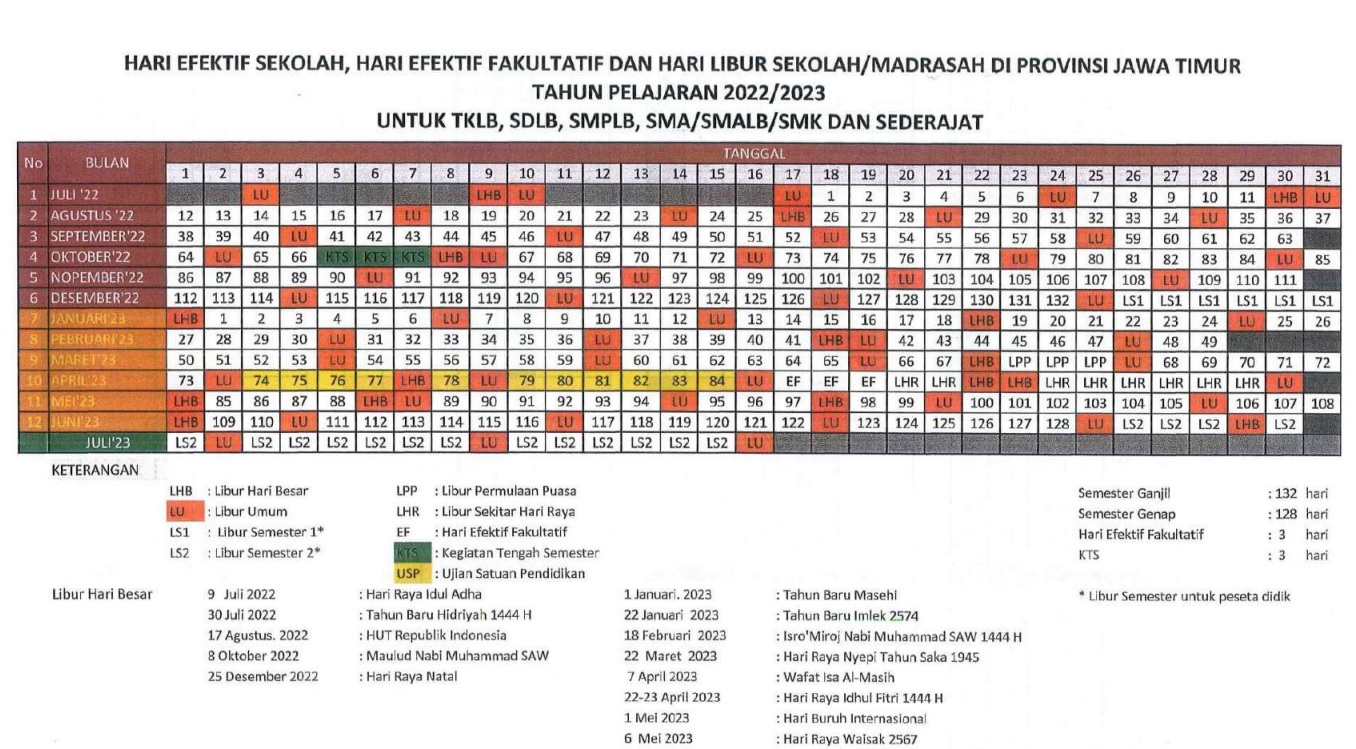 HARI EFEKTIF SEKOLAH, HARI EFEKTIF FAKULTATIF DAN HARI LIBUR SEKOLAH/MADRASAH DI PROVINSI JAWA TIMUR
TAHUN PELAJARAN 2022/2023
UNTUK TKLB, SDLB, SMPLB, SMA/SMALB/SMK DAN SEDERAJAT
No BULAN TANGGAL
1 2 3 4 5 6 7 8 9 10 11 12 13 14 15 16 17 18 19 20 21 22 23 24 25 26 27 28 29 30 31
1 JULI '22 LU LHB LU LU 1 2 3 4 5 6 LU 7 8 9 10 11 LHB LU
2 AGUSTUS '22 12 13 14 15 16 17 LU 18 19 20 21 22 23 LU 24 25 LHB 26 27 28 LU 29 30 31 32 33 34 LU 35 36 37
3 SEPTEMBER'22 38 39 40 LU 41 42 43 44 45 46 LU 47 48 49 50 51 52 LU 53 54 55 56 57 58 LU 59 60 61 62 63
4 OKTOBER'22 64 LU 65 66 KTS KTS KTS LHB LU 67 68 69 70 71 72 LU 73 74 75 76 77 78 LU 79 80 81 82 83 84 LU 85
5 NOPEMBER'22 86 87 88 89 90 LU 91 92 93 94 95 96 LU 97 98 99 100 101 102 LU 103 104 105 106 107 108 LU 109 110 111
6 DESEMBER'22 112 113 114 LU 115 116 117 118 119 120 LU 121 122 123 124 125 126 LU 127 128 129 130 131 132 LU LS1 LS1 LS1 LS1 LS1 LS1
7 JANUARI'23 LHB 1 2 3 4 5 6 LU 7 8 9 10 11 12 LU 13 14 15 16 17 18 LHB 19 20 21 22 23 24 LU 25 26
8 PEBRUARI'23 27 28 29 30 LU 31 32 33 34 35 36 LU 37 38 39 40 41 LHB LU 42 43 44 45 46 47 LU 48 49
9 MARET'23 50 51 52 53 LU 54 55 56 57 58 59 LU 60 61 62 63 64 65 LU 66 67 LHB LPP LPP LPP LU 68 69 70 71 72
10 APRIL'23 73 LU 74 75 76 77 LHB 78 LU 79 80 81 82 83 84 LU EF EF EF LHR LHR LHB LHB LHR LHR LHR LHR LHR LHR LU
11 MEI'23 LHB 85 86 87 88 LHB LU 89 90 91 92 93 94 LU 95 96 97 LHB 98 99 LU 100 101 102 103 104 105 LU 106 107 108
12 JUNI'23 LHB 109 110 LU 111 112 113 114 115 116 LU 117 118 119 120 121 122 LU 123 124 125 126 127 128 LU LS2 LS2 LS2 LHB LS2
JULI'23 LS2 LU LS2 LS2 LS2 LS2 LS2 LS2 LU LS2 LS2 LS2 LS2 LS2 LS2 LU
KETERANGAN
LHB : Libur Hari Besar
LU : Libur Umum
LS1 : Libur Semester 1*
LS2 : Libur Semester 2*
LPP : Libur Permulaan Puasa
LHR : Libur Sekitar Hari Raya
EF : Hari Efektif Fakultatif
KTS : Kegiatan Tengah Semester
USP : Ujian Satuan Pendidikan
Semester Ganjil : 132 hari
Semester Genap : 128 hari
Hari Efektif Fakultatif : 3 hari
KTS : 3 hari
* Libur Semester untuk peseta didik
Libur Hari Besar
9 Juli 2022 : Hari Raya Idul Adha
30 Juli 2022 : Tahun Baru Hidriyah 1444 H
17 Agustus. 2022 : HUT Republik Indonesia
8 Oktober 2022 : Maulud Nabi Muhammad SAW
25 Desember 2022 : Hari Raya Natal
1 Januari. 2023 : Tahun Baru Masehi
22 Januari 2023 : Tahun Baru Imlek 2574
18 Februari 2023 : Isro'Miroj Nabi Muhammad SAW 1444 H
22 Maret 2023 : Hari Raya Nyepi Tahun Saka 1945
7 April 2023 : Wafat Isa Al-Masih
22-23 April 2023 : Hari Raya Idhul Fitri 1444 H
1 Mei 2023 : Hari Buruh Internasional
6 Mei 2023 : Hari Raya Waisak 2567